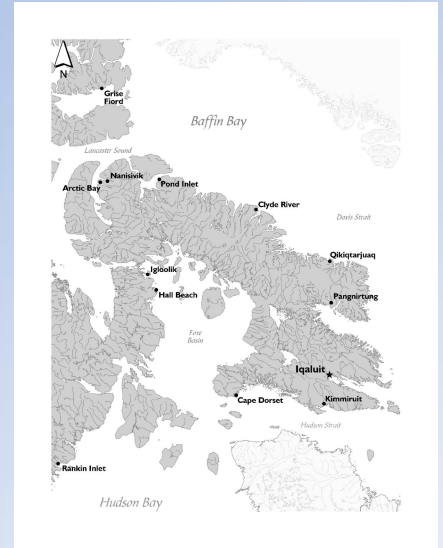 N
Grise
Fiord
Baffin Bay
Lancaster Sound
Nanisivik
Arctic Bay
Pond Inlet
Clyde River
Davis Strait
Qikiqtarjuaq
Igloolik
Hall Beach
Pangnirtung
Foxe
Basin
Iqaluit
Cape Dorset
Kimmiruit
Hudson Strait
Rankin Inlet
Hudson Bay